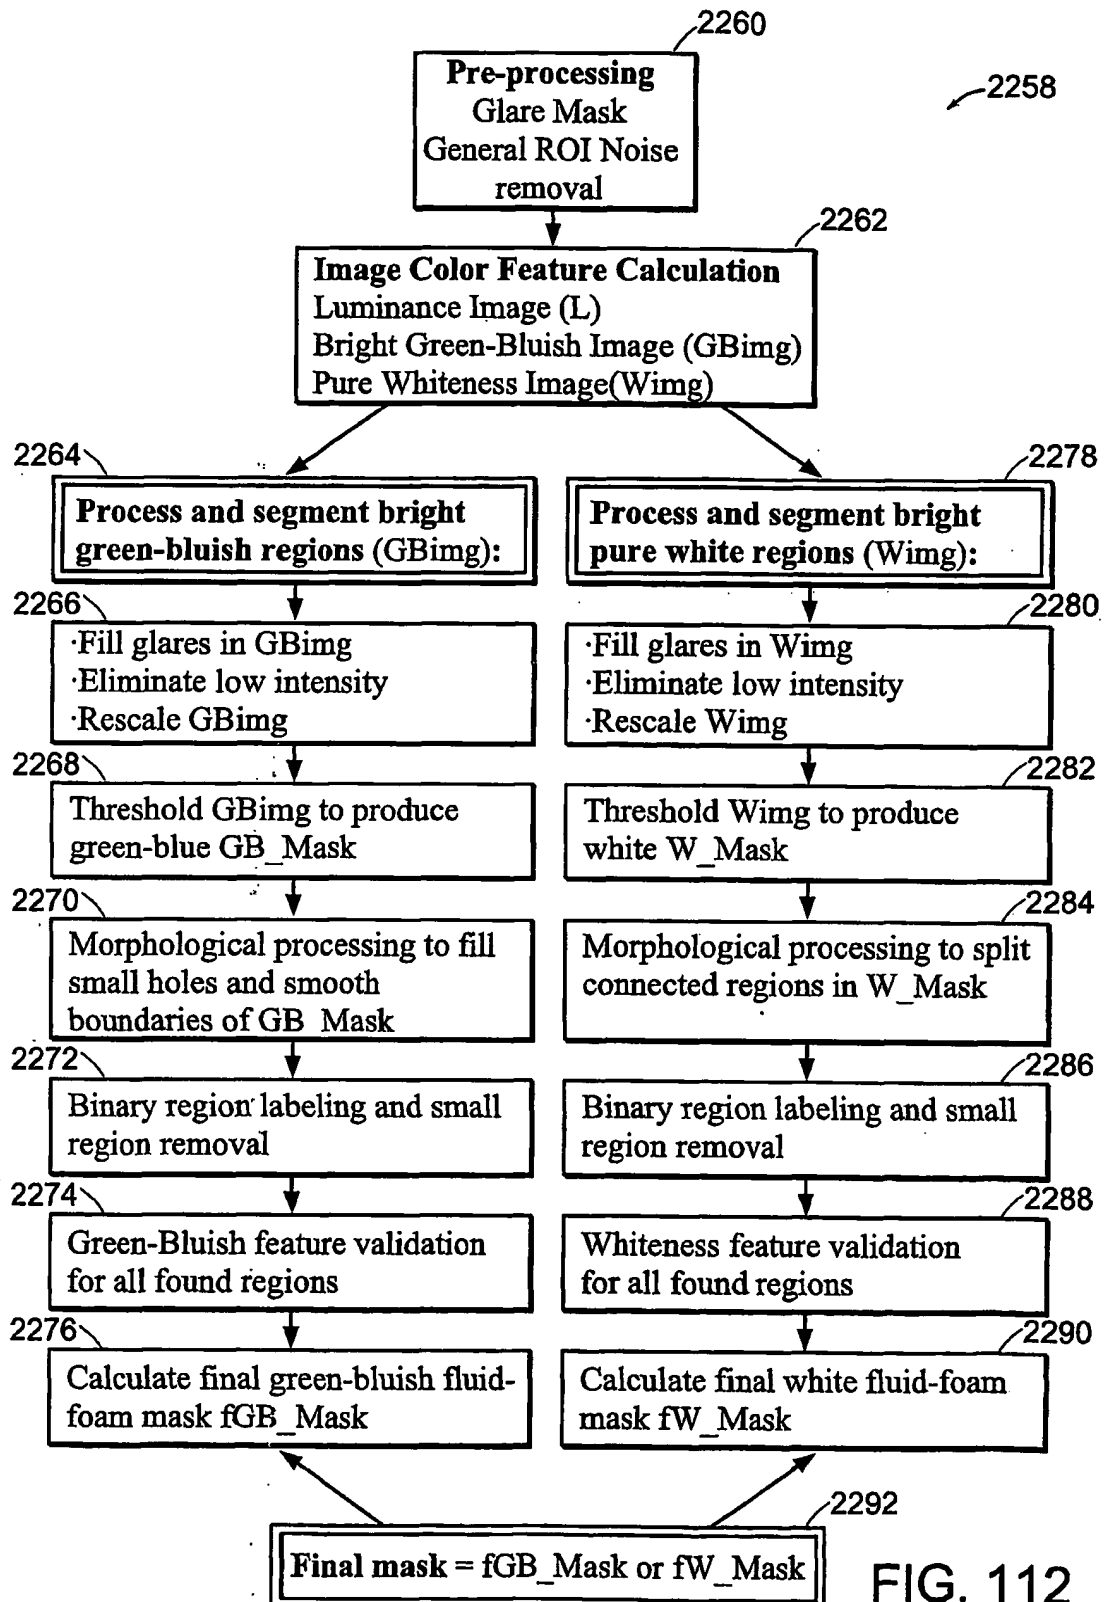 2260
2258
Pre-processing
Glare Mask
General ROI Noise
removal
2262
Image Color Feature Calculation
Luminance Image (L)
Bright Green-Bluish Image (GBimg)
Pure Whiteness Image(Wimg)
2264
Process and segment bright
green-bluish regions (GBimg):
2266
·Fill glares in GBimg
·Eliminate low intensity
·Rescale GBimg
2268
Threshold GBimg to produce
green-blue GB_Mask
2270
Morphological processing to fill
small holes and smooth
boundaries of GB_Mask
2272
Binary region labeling and small
region removal
2274
Green-Bluish feature validation
for all found regions
2276
Calculate final green-bluish fluid-
foam mask fGB_Mask
2278
Process and segment bright
pure white regions (Wimg):
2280
·Fill glares in Wimg
·Eliminate low intensity
·Rescale Wimg
2282
Threshold Wimg to produce
white W_Mask
2284
Morphological processing to split
connected regions in W_Mask
2286
Binary region labeling and small
region removal
2288
Whiteness feature validation
for all found regions
2290
Calculate final white fluid-foam
mask fW_Mask
2292
Final mask = fGB_Mask or fW_Mask
FIG. 112